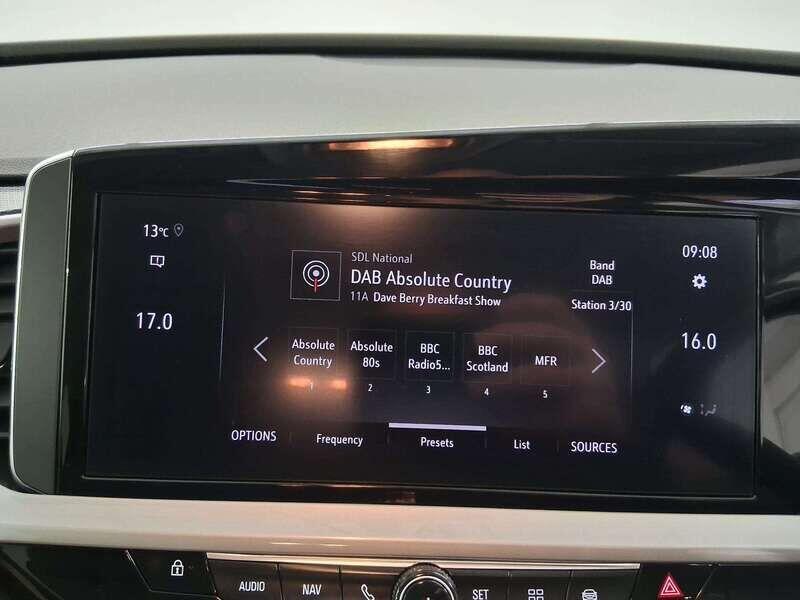 13°C
09:08
SDL National
DAB Absolute Country
11A Dave Berry Breakfast Show
Band
DAB
Station 3/30
17.0
16.0
Absolute
Country
1
Absolute
80s
2
BBC
Radio5...
3
BBC
Scotland
4
MFR
5
OPTIONS
Frequency
Presets
List
SOURCES
AUDIO
NAV
SET